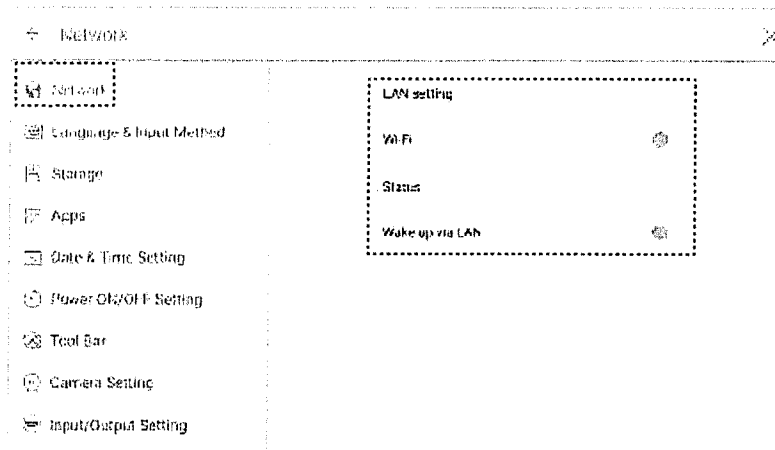 Network
Network
Language & Input Method
Storage
Apps
Date & Time Setting
Power ON/OFF Setting
Tool Bar
Camera Setting
Input/Output Setting
LAN setting
Wi-Fi
Status
Wake up via LAN